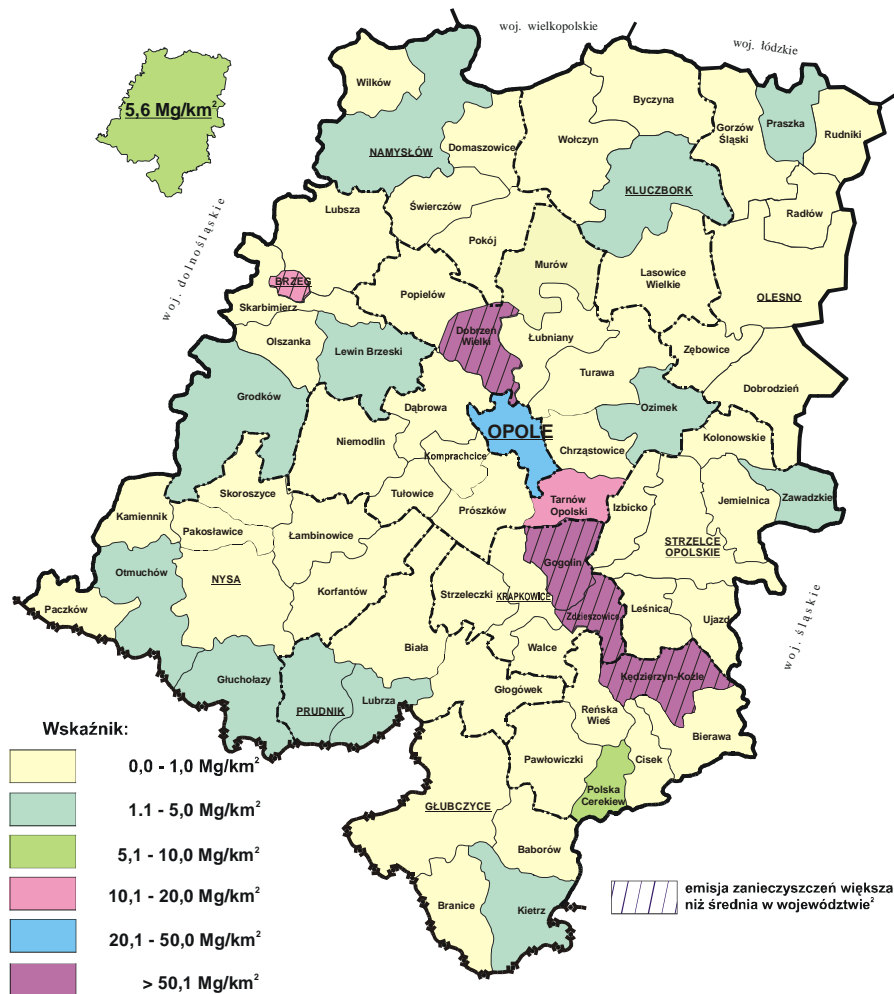 woj. wielkopolskie
woj. łódzkie
5,6 Mg/km²
Wilków
Byczyna
Praszka
Gorzów
Śląski
Rudniki
NAMYSŁÓW
Domaszowice
Wołczyn
KLUCZBORK
Radłów
woj. dolnośląskie
Lubsza
Świerczów
Pokój
Murów
Lasowice
Wielkie
OLESNO
BRZEG
Skarbimierz
Popielów
Dobrzeń
Wielki
Łubniany
Olszanka
Lewin Brzeski
Turawa
Zębowice
Dobrodzień
Grodków
Dąbrowa
Ozimek
OPOLE
Niemodlin
Komprachcice
Chrząstowice
Kolonowskie
Skoroszyce
Tułowice
Prószków
Tarnów
Opolski
Izbicko
Jemielnica
Zawadzkie
Kamiennik
Pakosławice
Łambinowice
STRZELCE
OPOLSKIE
Otmuchów
NYSA
Korfantów
Strzeleczki
KRAPKOWICE
Gogolin
Zdzieszowice
Leśnica
Ujazd
woj. śląskie
Paczków
Biała
Walce
Głuchołazy
PRUDNIK
Lubrza
Głogówek
Kędzierzyn-Koźle
Reńska
Wieś
Bierawa
Pawłowiczki
Cisek
Polska
Cerekiew
GŁUBCZYCE
Baborów
Branice
Kietrz
Wskaźnik:
0,0 - 1,0 Mg/km²
1.1 - 5,0 Mg/km²
5,1 - 10,0 Mg/km²
10,1 - 20,0 Mg/km²
20,1 - 50,0 Mg/km²
> 50,1 Mg/km²
emisja zanieczyszczeń większa
niż średnia w województwie²